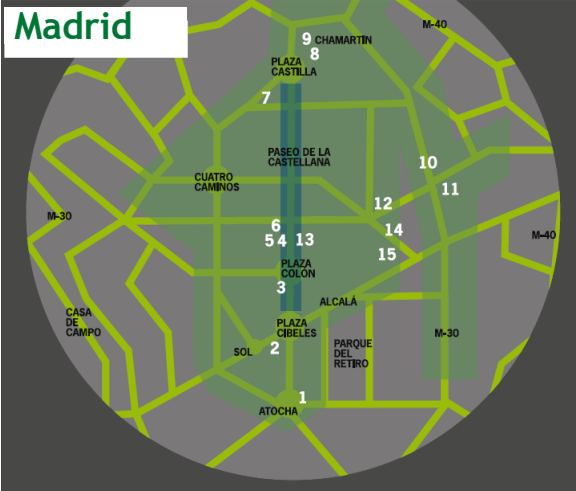 Madrid
M-40
9 CHAMARTÍN
8
PLAZA
CASTILLA
7
PASEO DE LA
CASTELLANA
10
CUATRO
CAMINOS
11
12
M-30
6
14
5 4 13
M-40
15
PLAZA
COLÓN
3
ALCALÁ
CASA
DE
CAMPO
PLAZA
CIBELES
M-30
SOL 2
PARQUE
DEL
RETIRO
1
ATOCHA